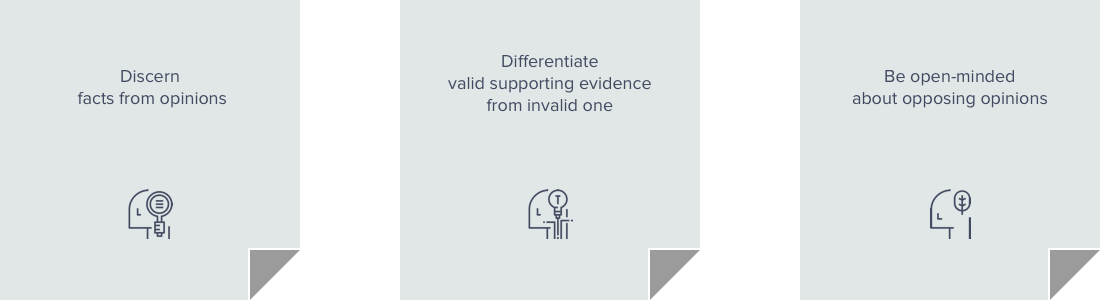 Discern
facts from opinions
Differentiate
valid supporting evidence
from invalid one
Be open-minded
about opposing opinions